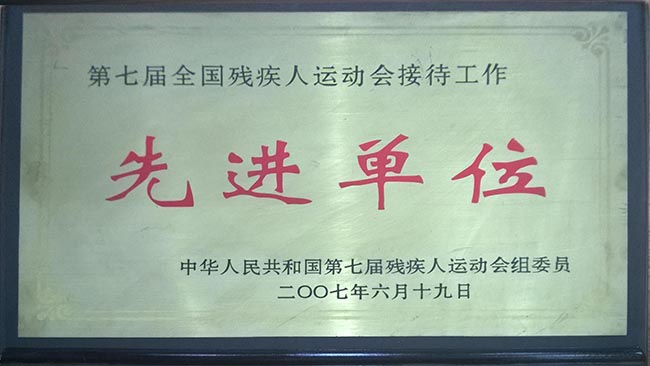 第七届全国残疾人运动会接待工作
先进单位
中华人民共和国第七届残疾人运动会组委员
二〇〇七年六月十九日